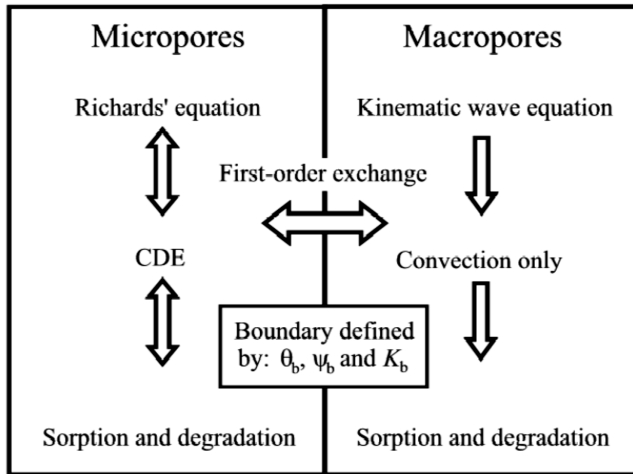 Micropores
Macropores
Richards' equation
Kinematic wave equation
First-order exchange
CDE
Convection only
Boundary defined
by: θb, ψb and Kb
Sorption and degradation
Sorption and degradation